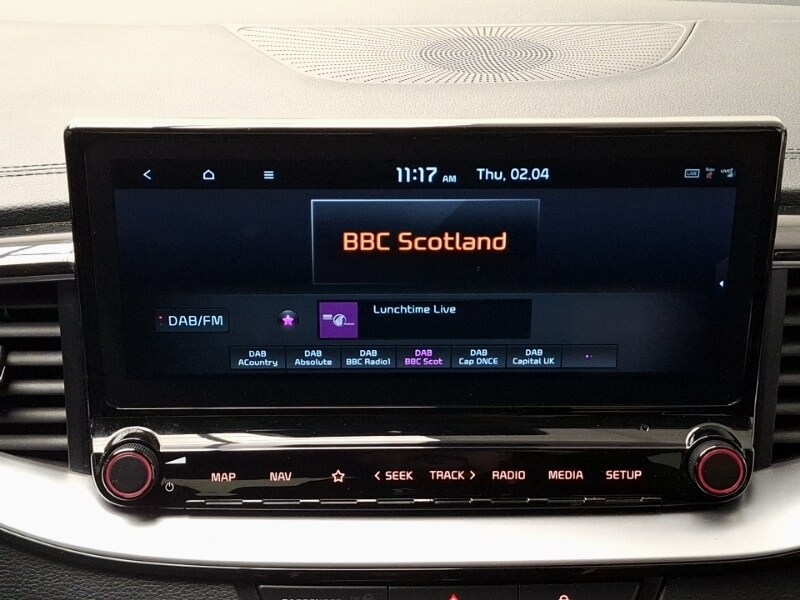 11:17 AM Thu, 02.04
LIVE
BBC Scotland
DAB/FM
Lunchtime Live
DAB DAB DAB DAB DAB DAB
ACountry Absolute BBC Radio1 BBC Scot Cap DNCE Capital UK
MAP NAV < SEEK TRACK > RADIO MEDIA SETUP